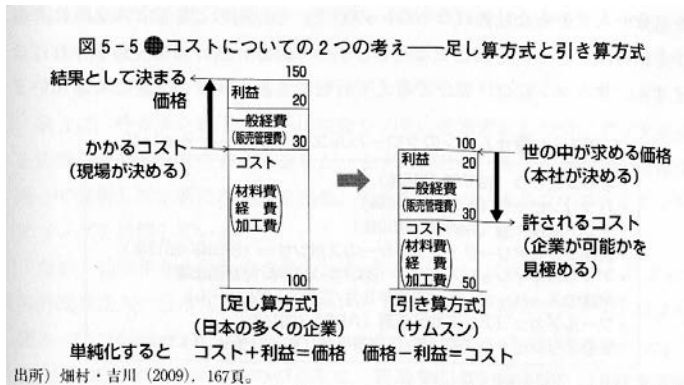 図5-5●コストについての2つの考え――足し算方式と引き算方式
結果として決まる
価格
かかるコスト
(現場が決める)
150
利益
20
一般経費
(販売管理費)
30
コスト
(材料費
経 費
加工費)
100
[足し算方式]
(日本の多くの企業)
100
利益
20
一般経費
(販売管理費)
30
コスト
(材料費
経 費
加工費)
50
[引き算方式]
(サムスン)
世の中が求める価格
(本社が決める)
許されるコスト
(企業が可能かを
見極める)
単純化すると コスト+利益=価格 価格-利益=コスト
出所) 畑村・吉川 (2009), 167頁。